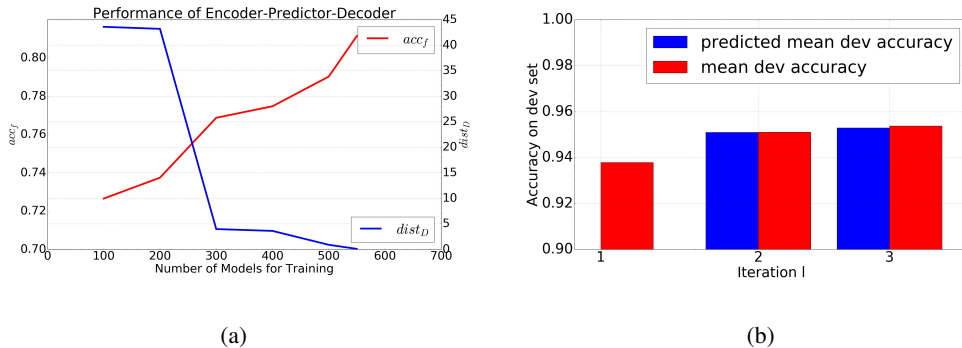 Performance of Encoder-Predictor-Decoder
0.80
0.78
0.76
0.74
0.72
0.70
acc_f
45
40
35
30
25
20
15
10
5
0
dist_D
acc_f
dist_D
0 100 200 300 400 500 600 700
Number of Models for Training
(a)
1.00
0.98
0.96
0.94
0.92
0.90
Accuracy on dev set
predicted mean dev accuracy
mean dev accuracy
1 2 3
Iteration l
(b)